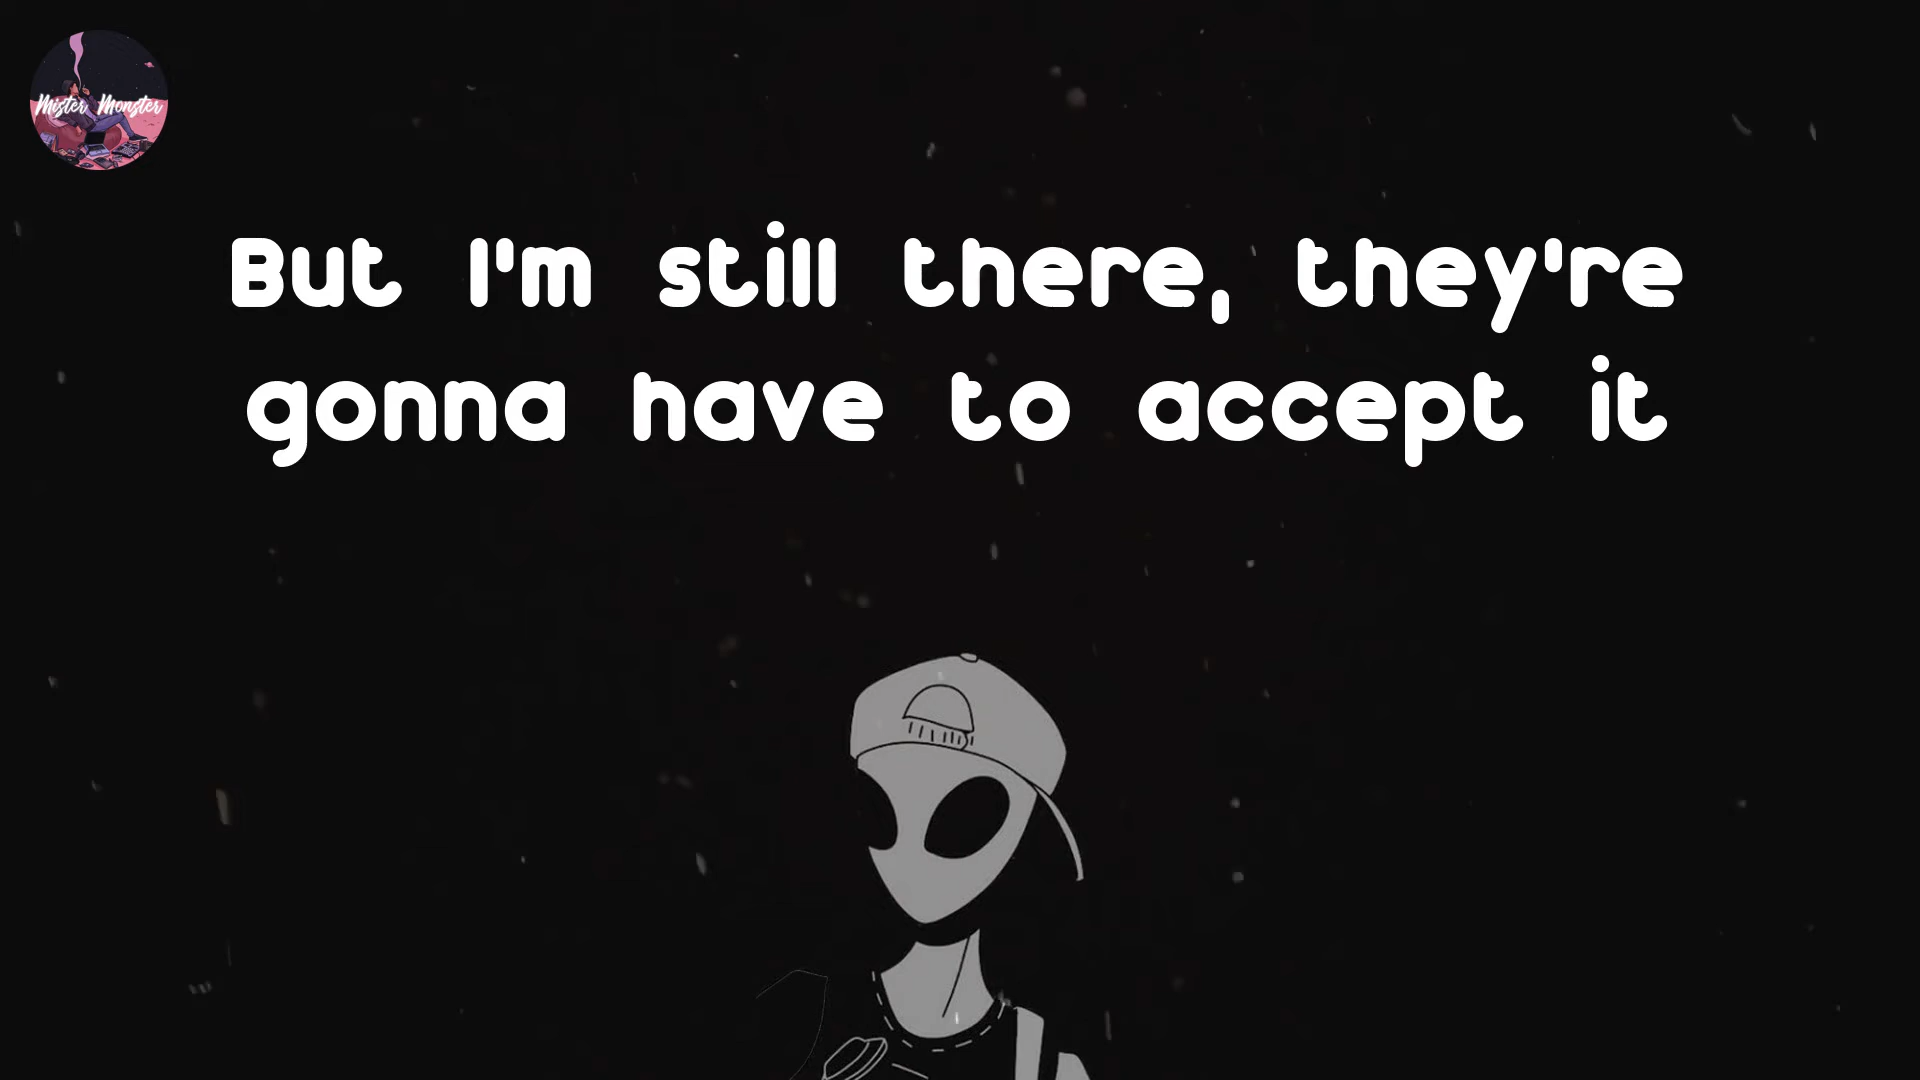 Mister Monster
But I'm still there, they're
gonna have to accept it